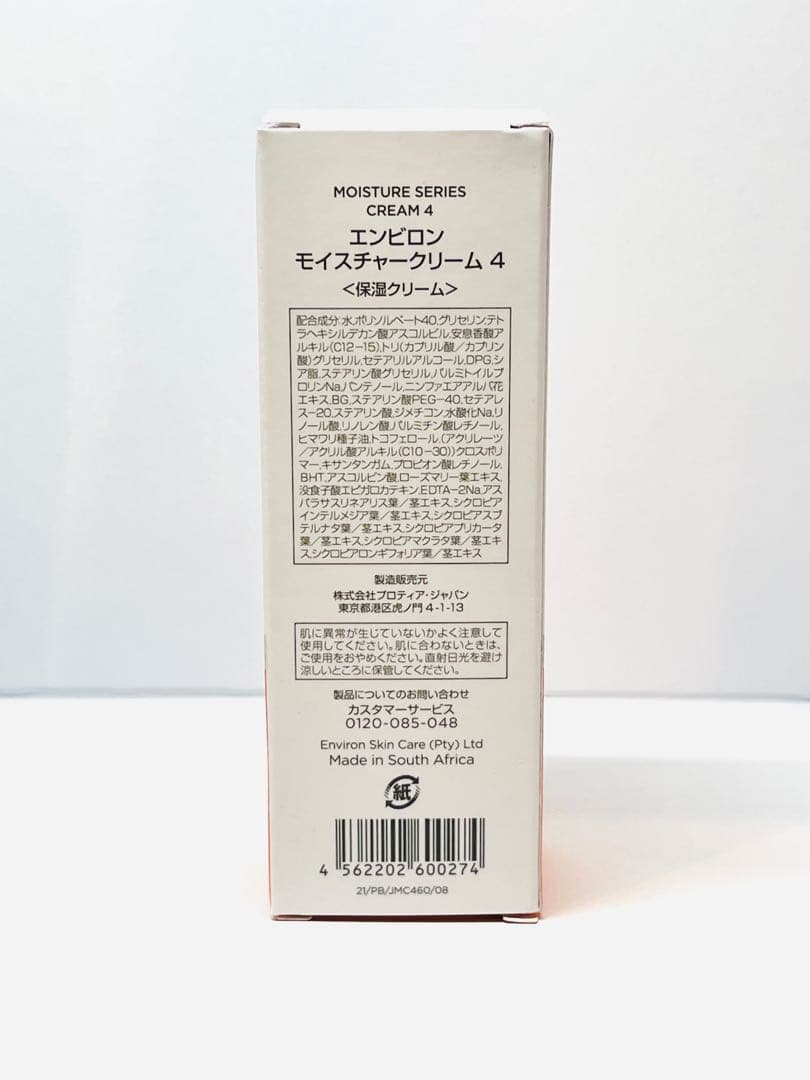 MOISTURE SERIES
CREAM 4
エンビロン
モイスチャークリーム 4
<保湿クリーム>
配合成分:水,ポリソルベート40,グリセリンテト
ラヘキシルデカン酸アスコルビル,安息香酸ア
ルキル(C12-15),トリ(カプリル酸/カプリン
酸)グリセリル,セテアリルアルコール,DPG,シ
ア脂,ステアリン酸グリセリル,パルミトイルプ
ロリンNa,パンテノール,ニンファエアアルバ花
エキス,BG,ステアリン酸PEG-40,セテアレ
ス-20,ステアリン酸,ジメチコン,水酸化Na,リ
ノール酸,リノレン酸,パルミチン酸レチノール,
ヒマワリ種子油,トコフェロール,(アクリレーツ
/アクリル酸アルキル(C10-30))クロスポリ
マー,キサンタンガム,プロピオン酸レチノール,
BHT,アスコルビン酸,ローズマリー葉エキス,
没食子酸エピガロカテキン,EDTA-2Na,アス
パラサスリネアリス葉/茎エキス,シクロピア
インテルメジア葉/茎エキス,シクロピアスブ
テルナタ葉/茎エキス,シクロピアプリカータ
葉/茎エキス,シクロピアマクラタ葉/茎エキ
ス,シクロピアロンギフォリア葉/茎エキス
製造販売元
株式会社プロティア・ジャパン
東京都港区虎ノ門 4-1-13
肌に異常が生じていないかよく注意して
使用してください。肌に合わないときは、
ご使用をおやめください。直射日光を避け
涼しいところに保管してください。
製品についてのお問い合わせ
カスタマーサービス
0120-085-048
Environ Skin Care (Pty) Ltd
Made in South Africa
紙
4 562202 600274
21/PB/JMC460/08